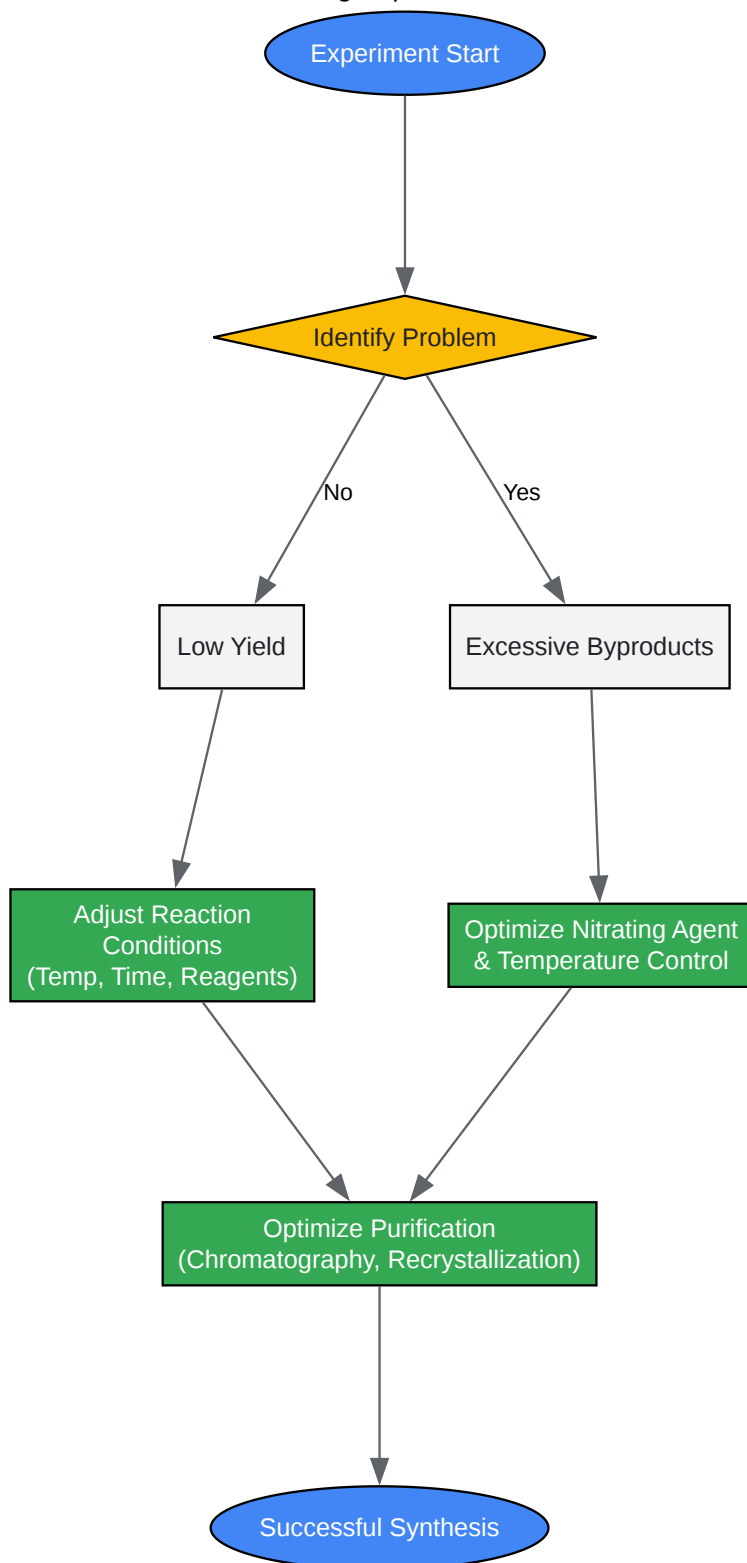 Experiment Start
Identify Problem
No
Yes
Low Yield
Excessive Byproducts
Adjust Reaction
Conditions
(Temp, Time, Reagents)
Optimize Nitrating Agent
& Temperature Control
Optimize Purification
(Chromatography, Recrystallization)
Successful Synthesis